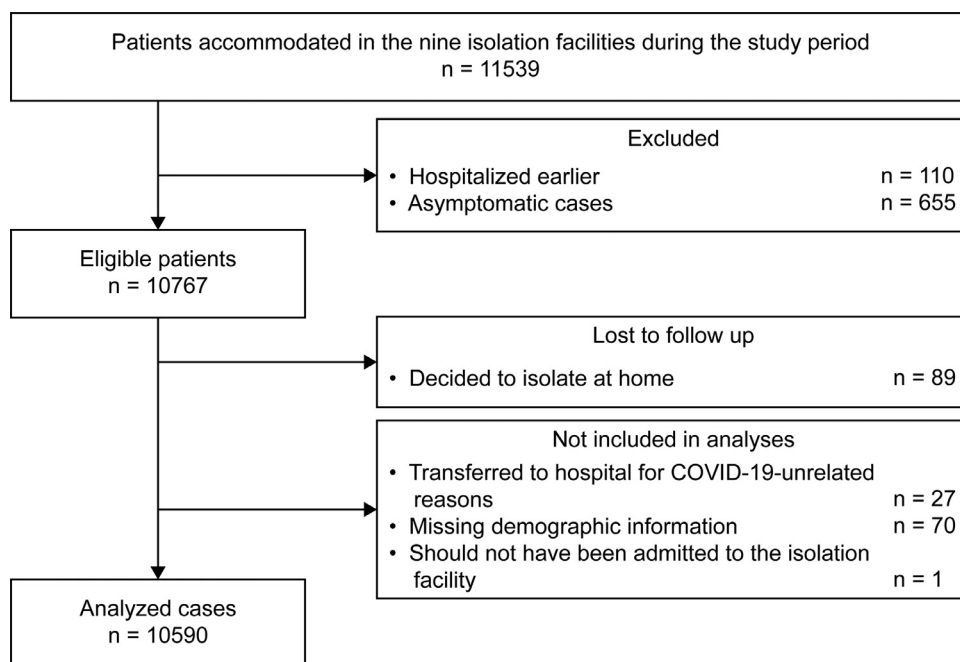 Patients accommodated in the nine isolation facilities during the study period
n = 11539
Excluded
• Hospitalized earlier n = 110
• Asymptomatic cases n = 655
Eligible patients
n = 10767
Lost to follow up
• Decided to isolate at home n = 89
Not included in analyses
• Transferred to hospital for COVID-19-unrelated
reasons n = 27
• Missing demographic information n = 70
• Should not have been admitted to the isolation
facility n = 1
Analyzed cases
n = 10590